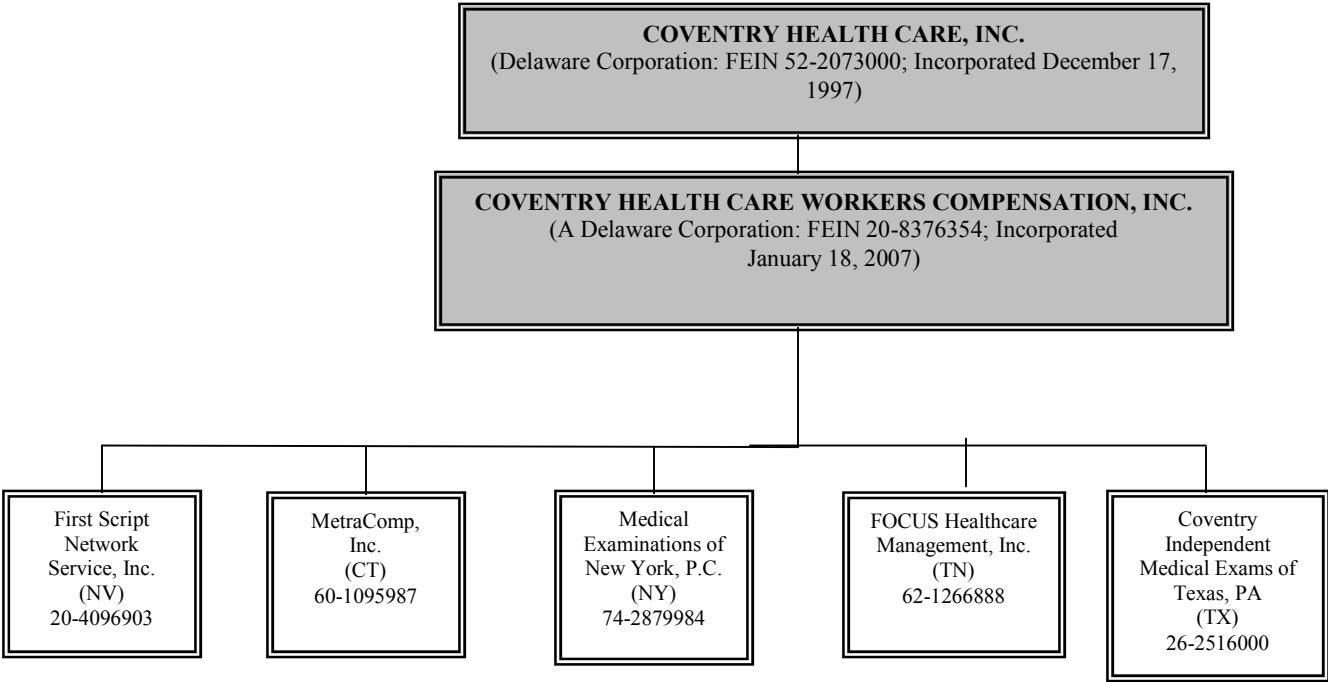 COVENTRY HEALTH CARE, INC.
(Delaware Corporation: FEIN 52-2073000; Incorporated December 17,
1997)
COVENTRY HEALTH CARE WORKERS COMPENSATION, INC.
(A Delaware Corporation: FEIN 20-8376354; Incorporated
January 18, 2007)
First Script
Network
Service, Inc.
(NV)
20-4096903
MetraComp,
Inc.
(CT)
60-1095987
Medical
Examinations of
New York, P.C.
(NY)
74-2879984
FOCUS Healthcare
Management, Inc.
(TN)
62-1266888
Coventry
Independent
Medical Exams of
Texas, PA
(TX)
26-2516000